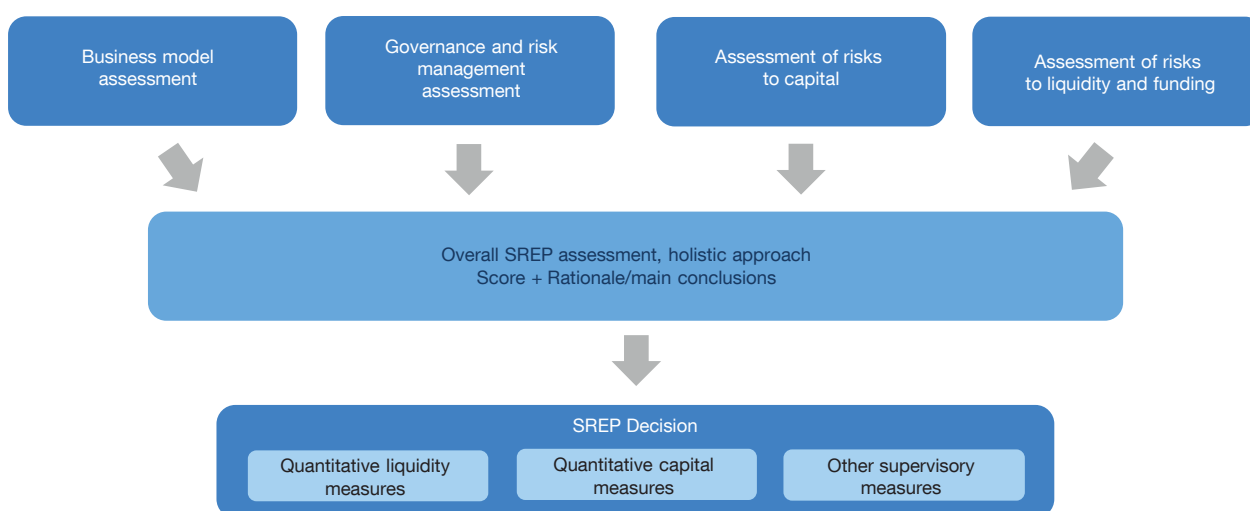 Business model
assessment
Governance and risk
management
assessment
Assessment of risks
to capital
Assessment of risks
to liquidity and funding
Overall SREP assessment, holistic approach
Score + Rationale/main conclusions
SREP Decision
Quantitative liquidity
measures
Quantitative capital
measures
Other supervisory
measures